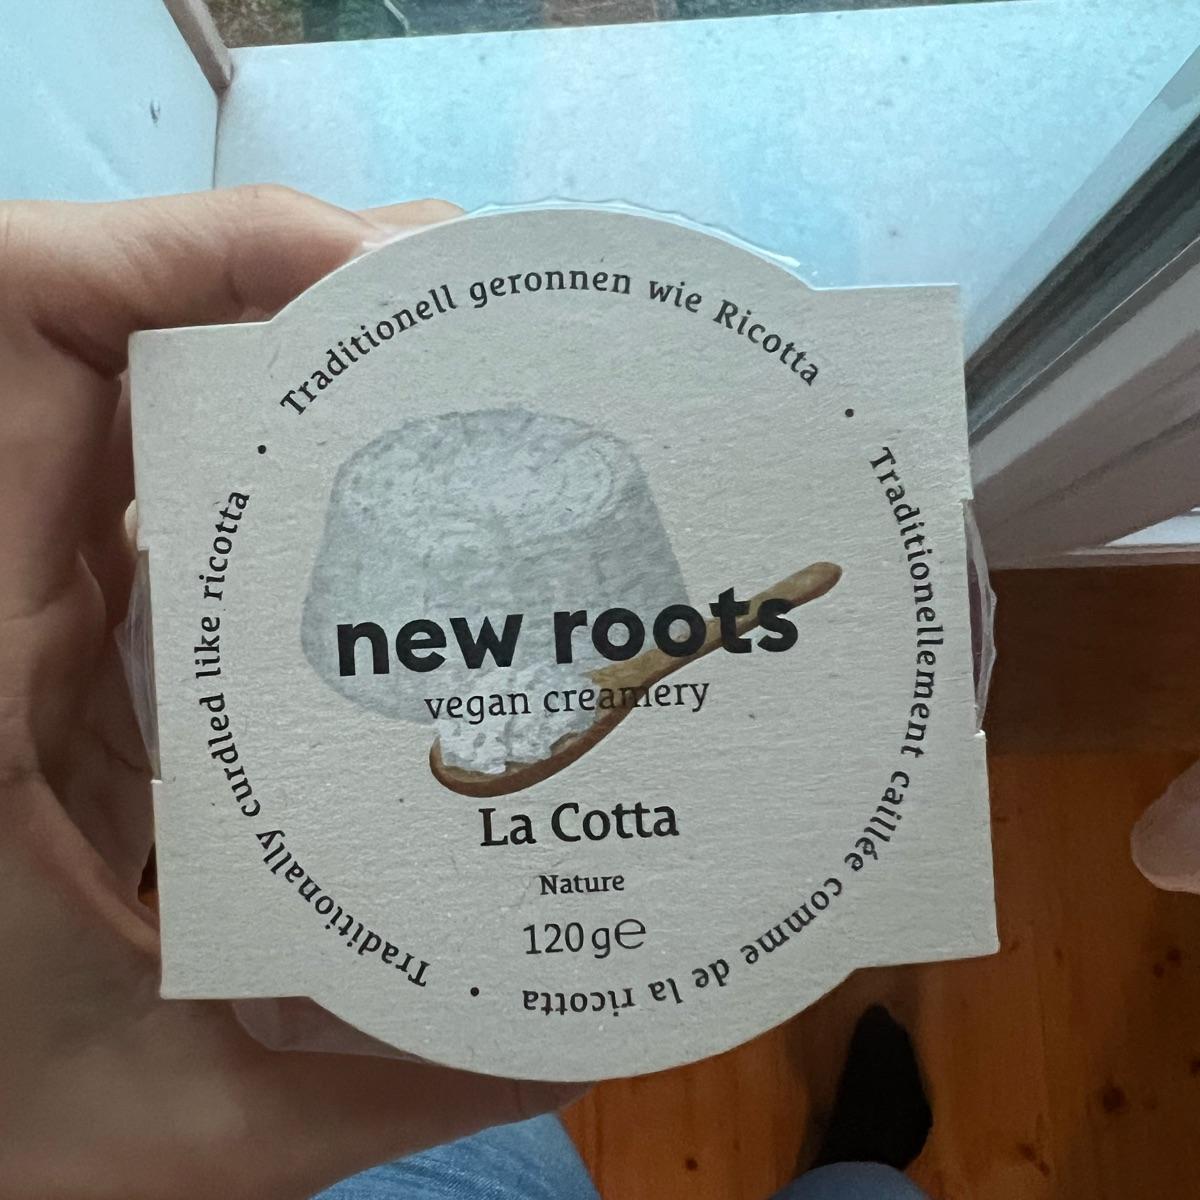 Traditionell geronnen wie Ricotta
Traditionellement caillée comme de la ricotta
Traditionally curdled like ricotta
new roots
vegan creamery
La Cotta
Nature
120 g℮